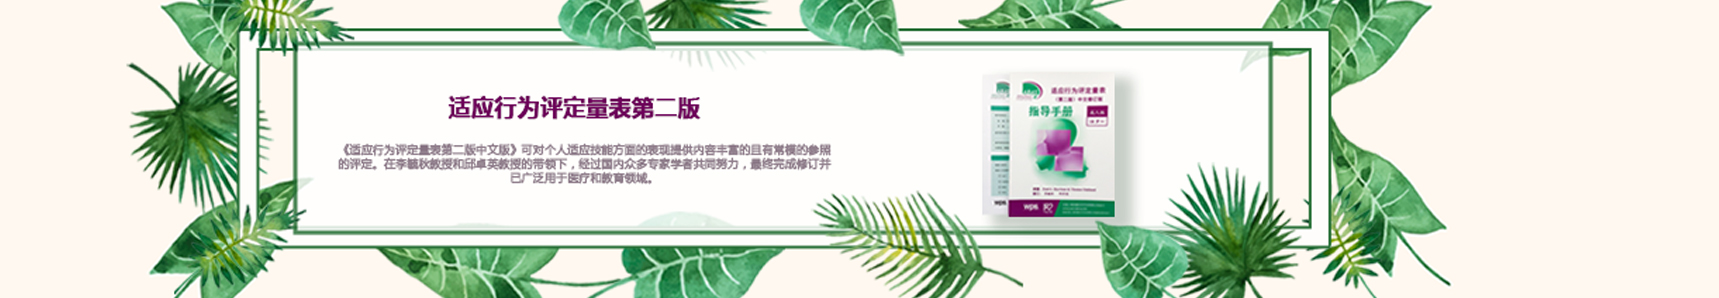 适应行为评定量表第二版
《适应行为评定量表第二版中文版》可对个人适应技能方面的表现提供内容丰富的且有常模的参照
的评定。在李毓秋教授和邱卓英教授的带领下，经过国内众多专家学者共同努力，最终完成修订并
已广泛用于医疗和教育领域。
适应行为评定量表
（第二版）中文修订版
指导手册
wps